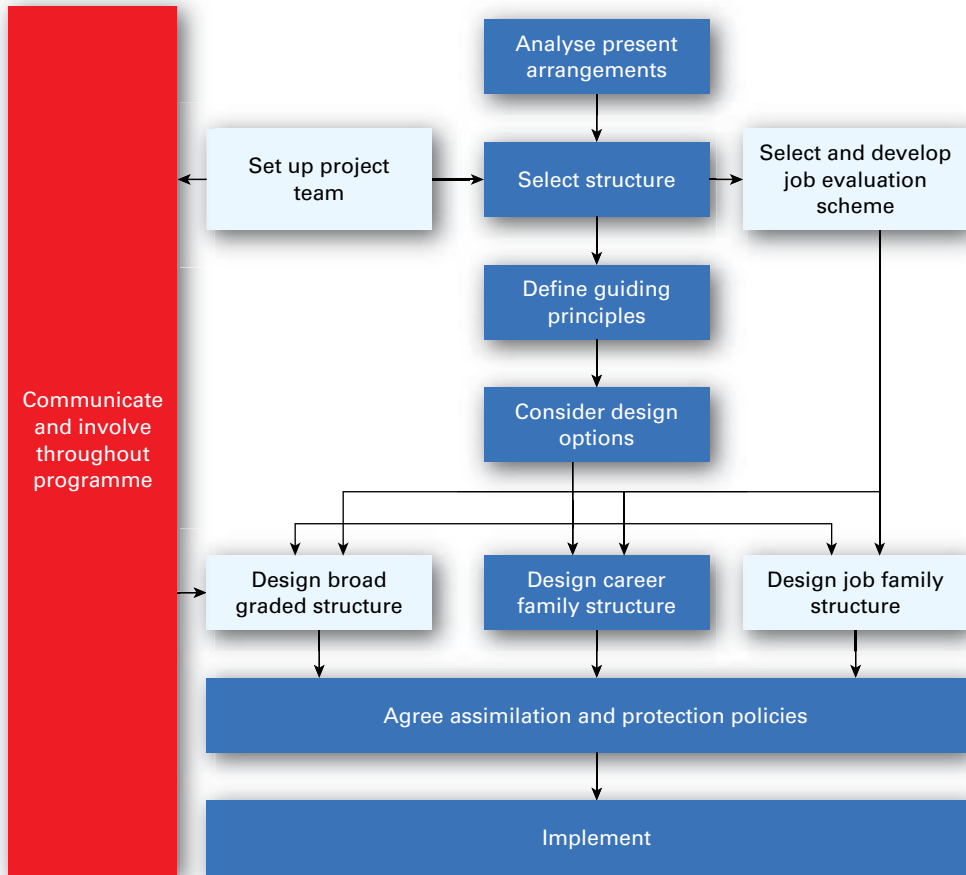 Analyse present
arrangements
Set up project
team
Select structure
Select and develop
job evaluation
scheme
Define guiding
principles
Communicate
and involve
throughout
programme
Consider design
options
Design broad
graded structure
Design career
family structure
Design job family
structure
Agree assimilation and protection policies
Implement